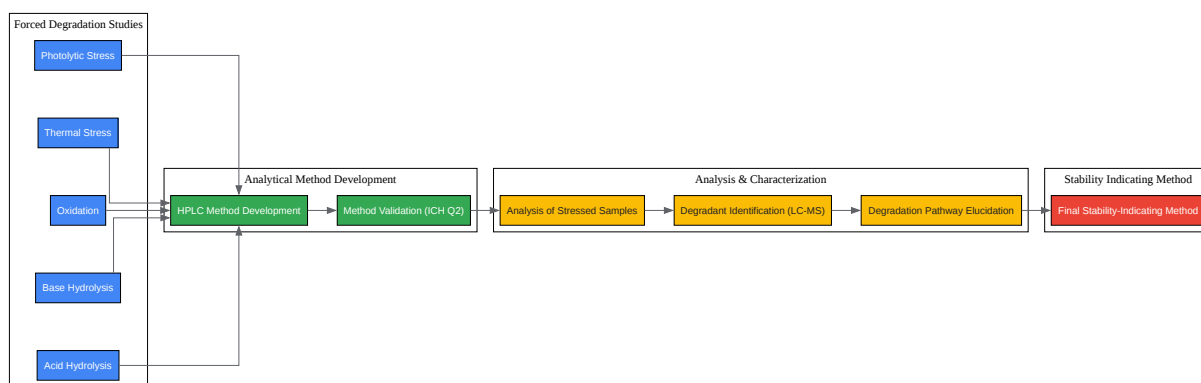 Forced Degradation Studies
Photolytic Stress
Thermal Stress
Oxidation
Base Hydrolysis
Acid Hydrolysis
Analytical Method Development
HPLC Method Development
Method Validation (ICH Q2)
Analysis & Characterization
Analysis of Stressed Samples
Degradant Identification (LC-MS)
Degradation Pathway Elucidation
Stability Indicating Method
Final Stability-Indicating Method